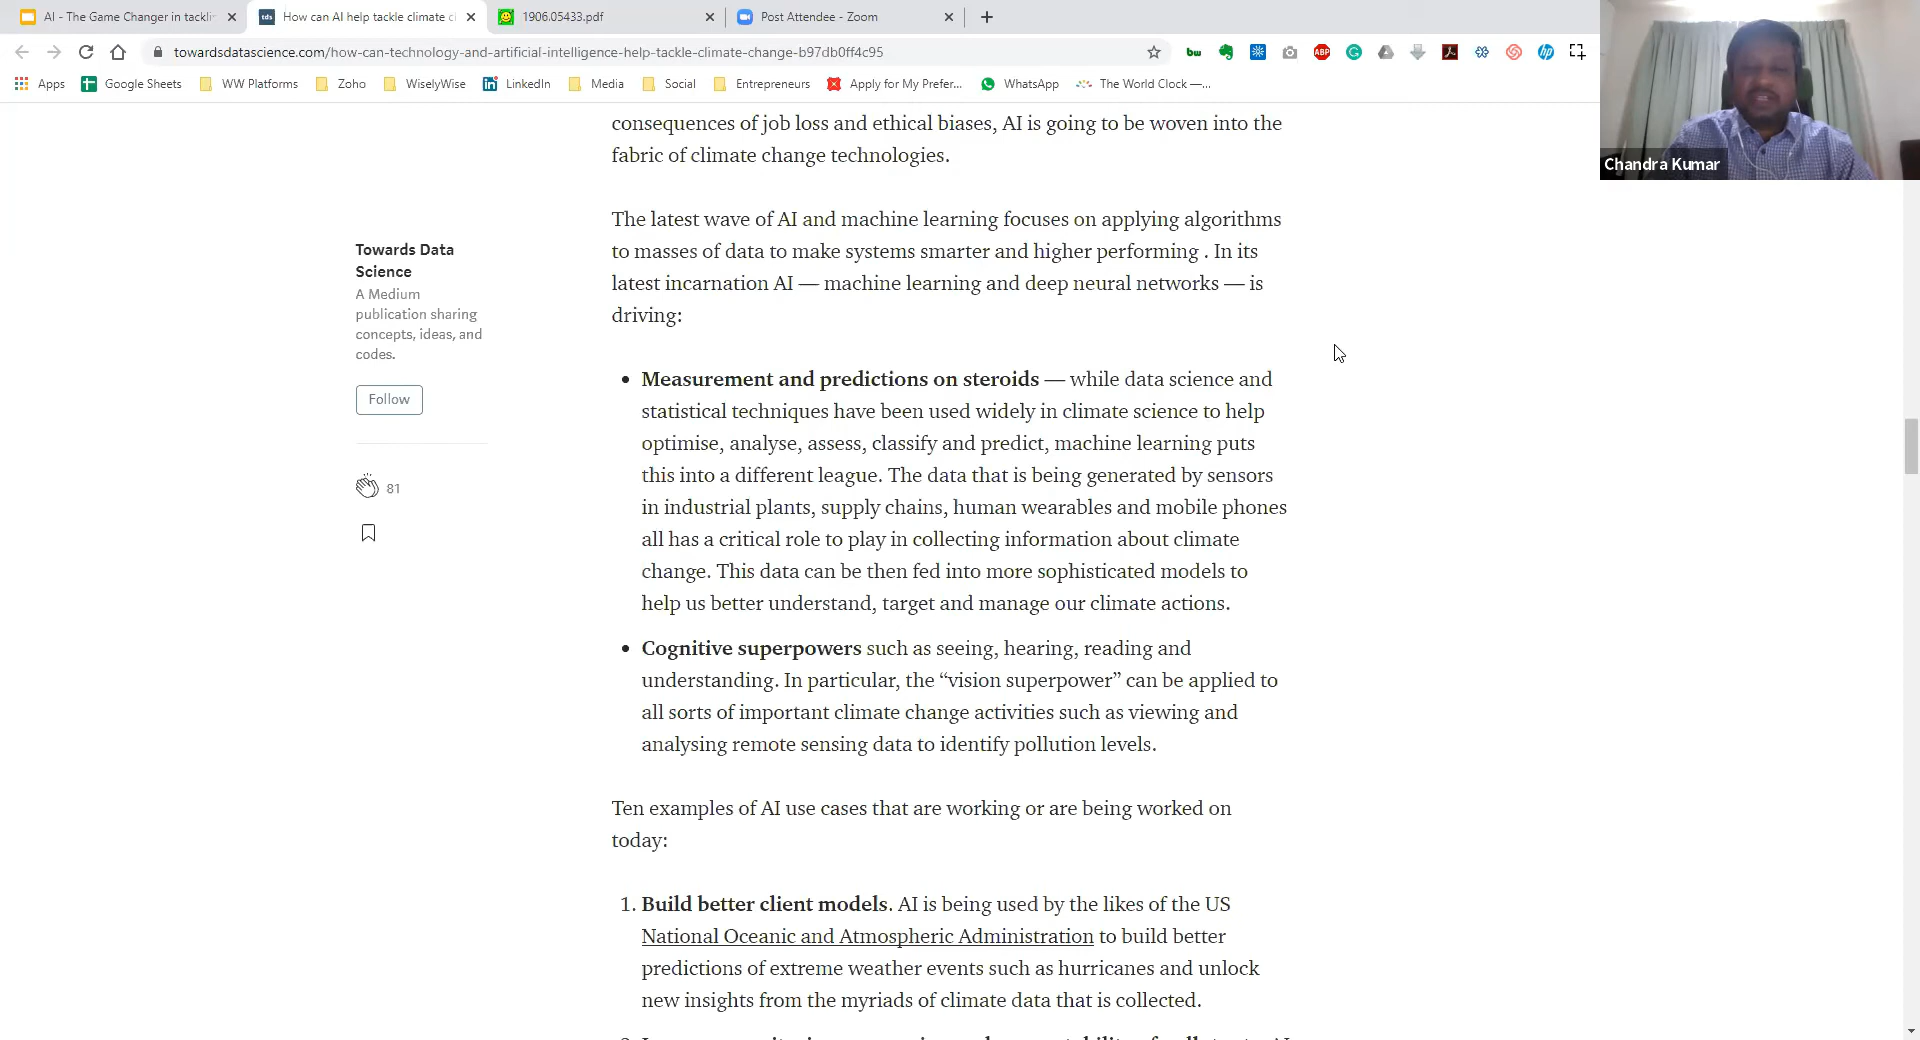 AI - The Game Changer in tackli
How can AI help tackle climate c
1906.05433.pdf
Post Attendee - Zoom
towardsdatascience.com/how-can-technology-and-artificial-intelligence-help-tackle-climate-change-b97db0ff4c95
Apps
Google Sheets
WW Platforms
Zoho
WiselyWise
LinkedIn
Media
Social
Entrepreneurs
Apply for My Prefer...
WhatsApp
The World Clock —...
Chandra Kumar
consequences of job loss and ethical biases, AI is going to be woven into the
fabric of climate change technologies.
The latest wave of AI and machine learning focuses on applying algorithms
to masses of data to make systems smarter and higher performing . In its
latest incarnation AI — machine learning and deep neural networks — is
driving:
Towards Data
Science
A Medium
publication sharing
concepts, ideas, and
codes.
Follow
81
• Measurement and predictions on steroids — while data science and
statistical techniques have been used widely in climate science to help
optimise, analyse, assess, classify and predict, machine learning puts
this into a different league. The data that is being generated by sensors
in industrial plants, supply chains, human wearables and mobile phones
all has a critical role to play in collecting information about climate
change. This data can be then fed into more sophisticated models to
help us better understand, target and manage our climate actions.
• Cognitive superpowers such as seeing, hearing, reading and
understanding. In particular, the “vision superpower” can be applied to
all sorts of important climate change activities such as viewing and
analysing remote sensing data to identify pollution levels.
Ten examples of AI use cases that are working or are being worked on
today:
1. Build better client models. AI is being used by the likes of the US
National Oceanic and Atmospheric Administration to build better
predictions of extreme weather events such as hurricanes and unlock
new insights from the myriads of climate data that is collected.